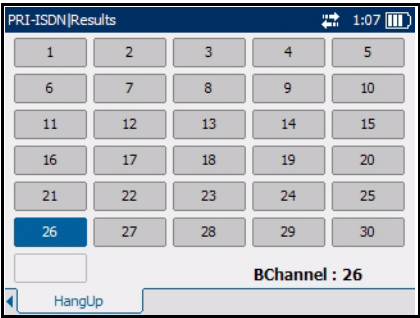 PRI-ISDN|Results 1:07
1 2 3 4 5
6 7 8 9 10
11 12 13 14 15
16 17 18 19 20
21 22 23 24 25
26 27 28 29 30
BChannel : 26
HangUp